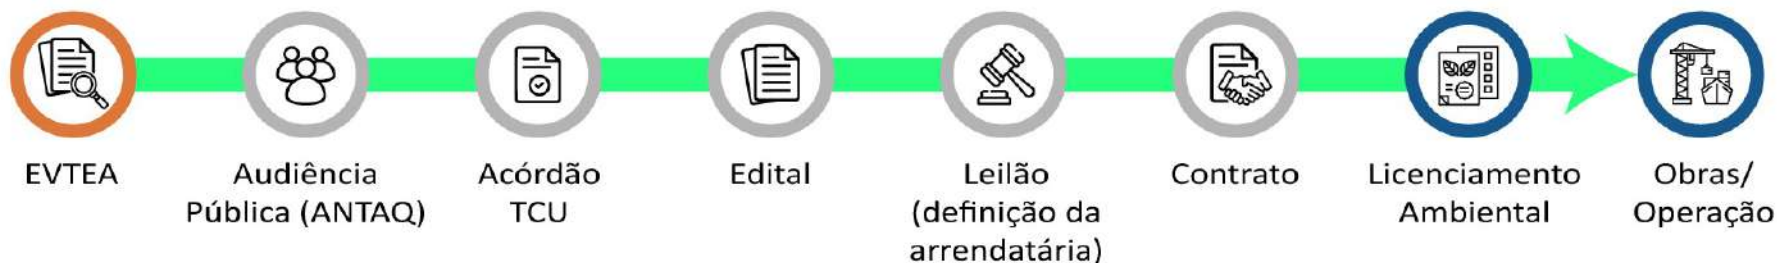 EVTEA
Audiência
Pública (ANTAQ)
Acórdão
TCU
Edital
Leilão
(definição da
arrendatária)
Contrato
Licenciamento
Ambiental
Obras/
Operação